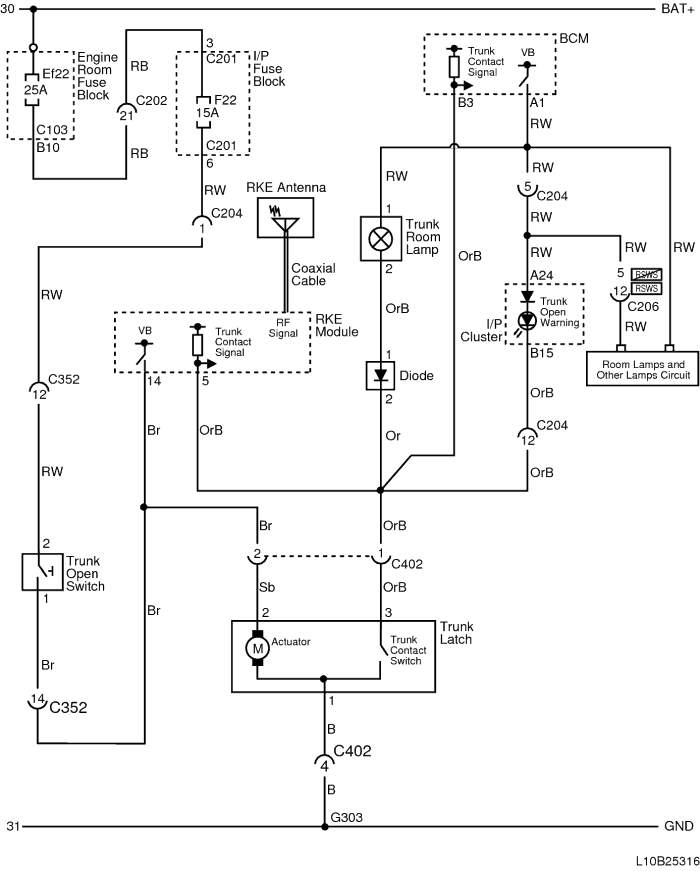 30
BAT+
Engine
Room
Fuse
Block
Ef22
25A
C103
B10
RB
C202
21
RB
3
C201
I/P
Fuse
Block
F22
15A
C201
6
RW
C204
1
RKE Antenna
Coaxial
Cable
BCM
Trunk
Contact
Signal
VB
B3
A1
RW
RW
1
Trunk
Room
Lamp
2
OrB
OrB
1
Diode
2
Or
RW
5
C204
RW
RW
A24
Trunk
Open
Warning
I/P
Cluster
B15
OrB
C204
12
OrB
RW
RW
5
RSWS
12
RSWS
C206
RW
Room Lamps and
Other Lamps Circuit
RW
C352
12
RW
2
Trunk
Open
Switch
1
Br
14
C352
VB
Trunk
Contact
Signal
RF
Signal
RKE
Module
14
5
Br
OrB
Br
Br
2
Sb
OrB
1
C402
OrB
2
3
Trunk
Latch
Actuator
M
Trunk
Contact
Switch
1
B
C402
4
B
G303
31
GND
L10B25316